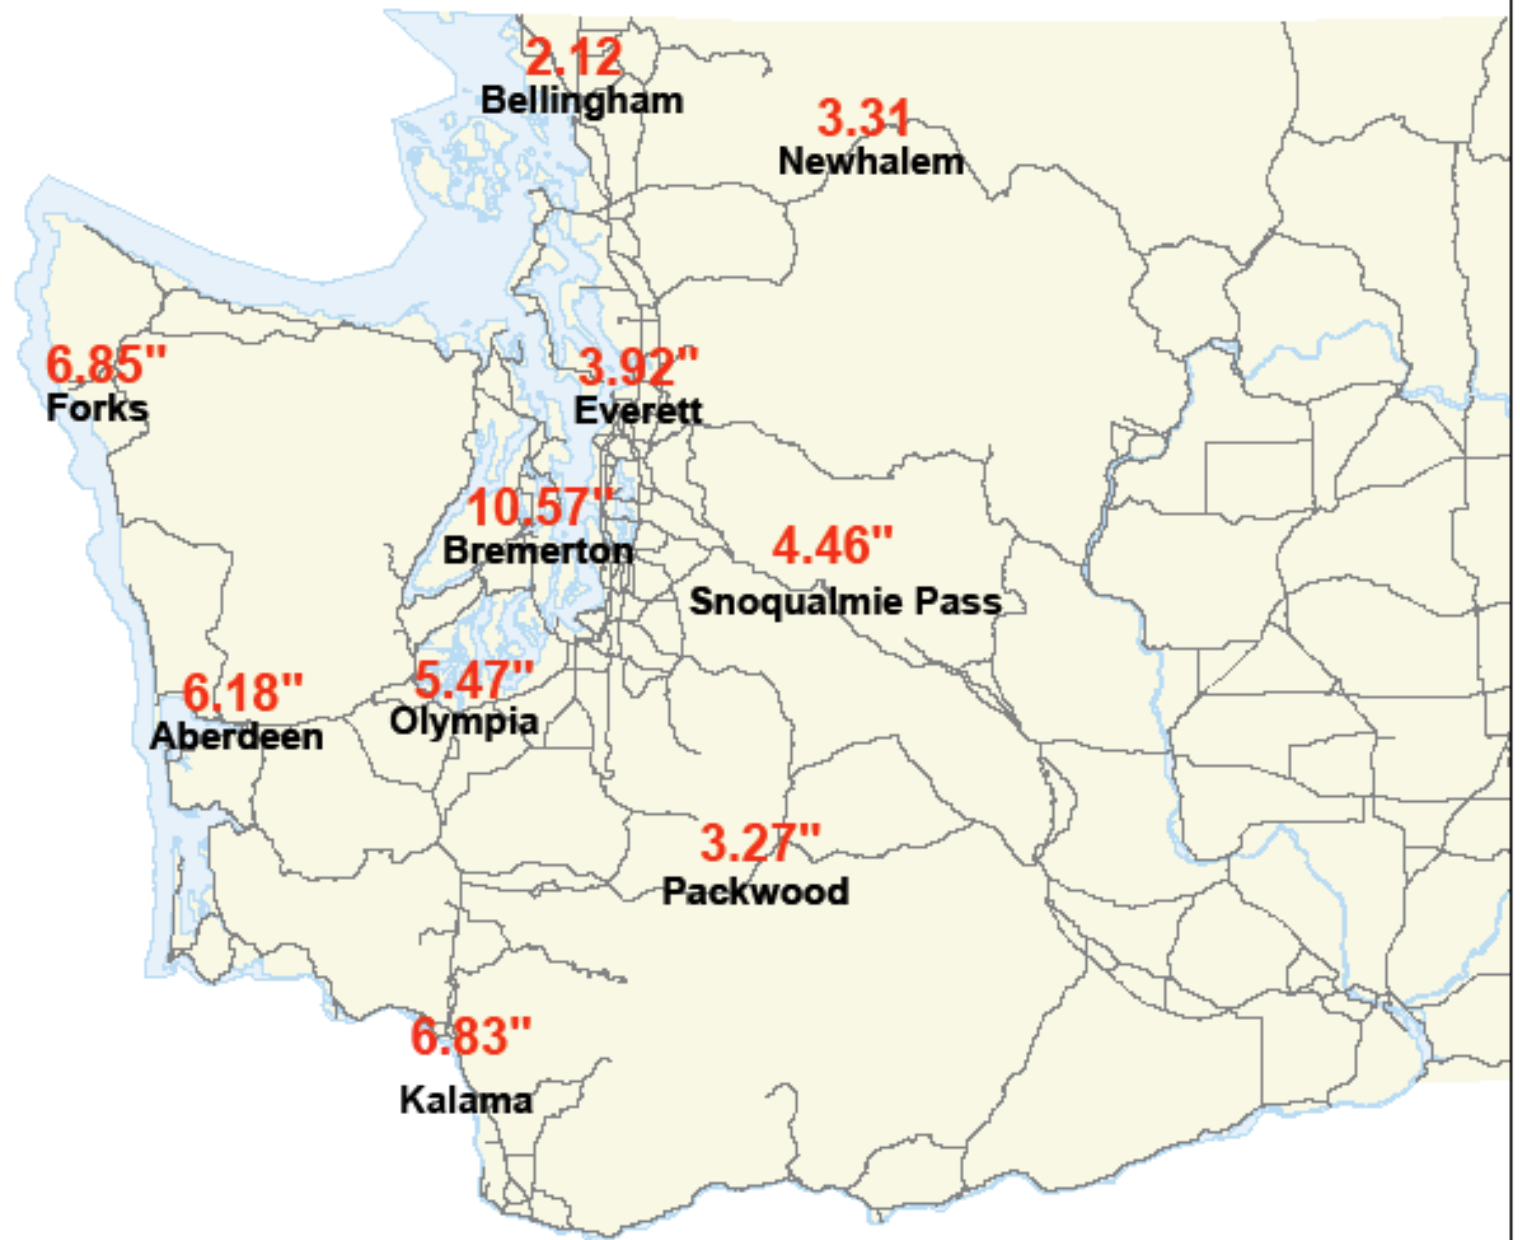 2.12
Bellingham
3.31
Newhalem
6.85"
Forks
3.92"
Everett
10.57"
Bremerton
4.46"
Snoqualmie Pass
6.18"
Aberdeen
5.47"
Olympia
3.27"
Packwood
6.83"
Kalama